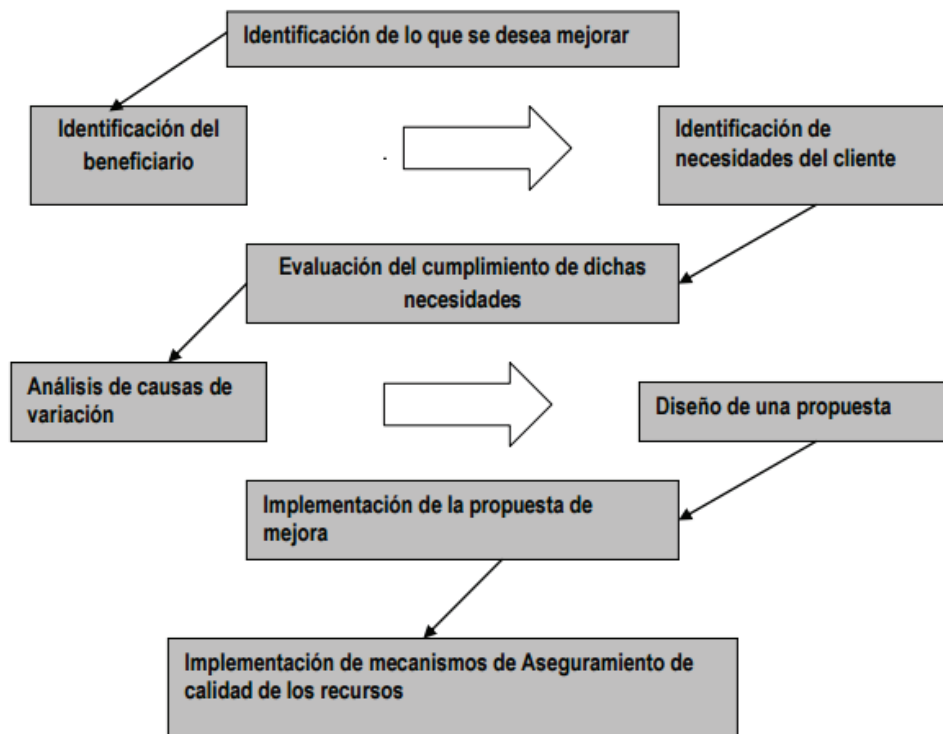 Identificación de lo que se desea mejorar
Identificación del
beneficiario
Identificación de
necesidades del cliente
Evaluación del cumplimiento de dichas
necesidades
Análisis de causas de
variación
Diseño de una propuesta
Implementación de la propuesta de
mejora
Implementación de mecanismos de Aseguramiento de
calidad de los recursos